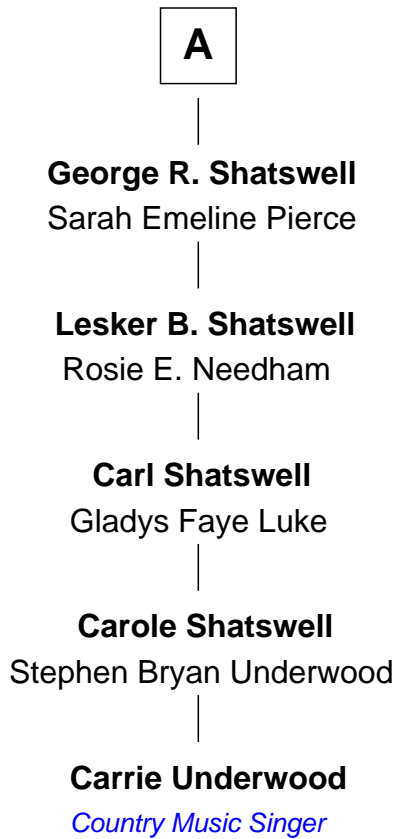 A
George R. Shatswell
Sarah Emeline Pierce
Lesker B. Shatswell
Rosie E. Needham
Carl Shatswell
Gladys Faye Luke
Carole Shatswell
Stephen Bryan Underwood
Carrie Underwood
Country Music Singer